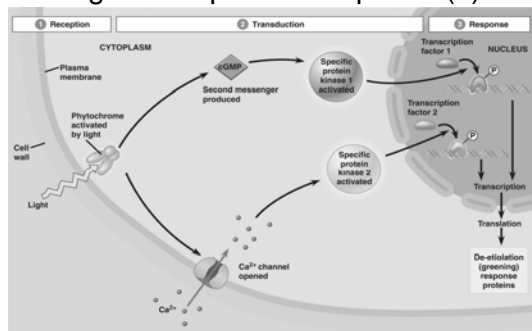 1 Reception
2 Transduction
3 Response
CYTOPLASM
NUCLEUS
Plasma
membrane
cGMP
Second messenger
produced
Specific
protein
kinase 1
activated
Transcription
factor 1
P
Phytochrome
activated
by light
Cell
wall
Light
Transcription
factor 2
P
Specific
protein
kinase 2
activated
Transcription
Translation
De-etiolation
(greening)
response
proteins
Ca2+ channel
opened
Ca2+